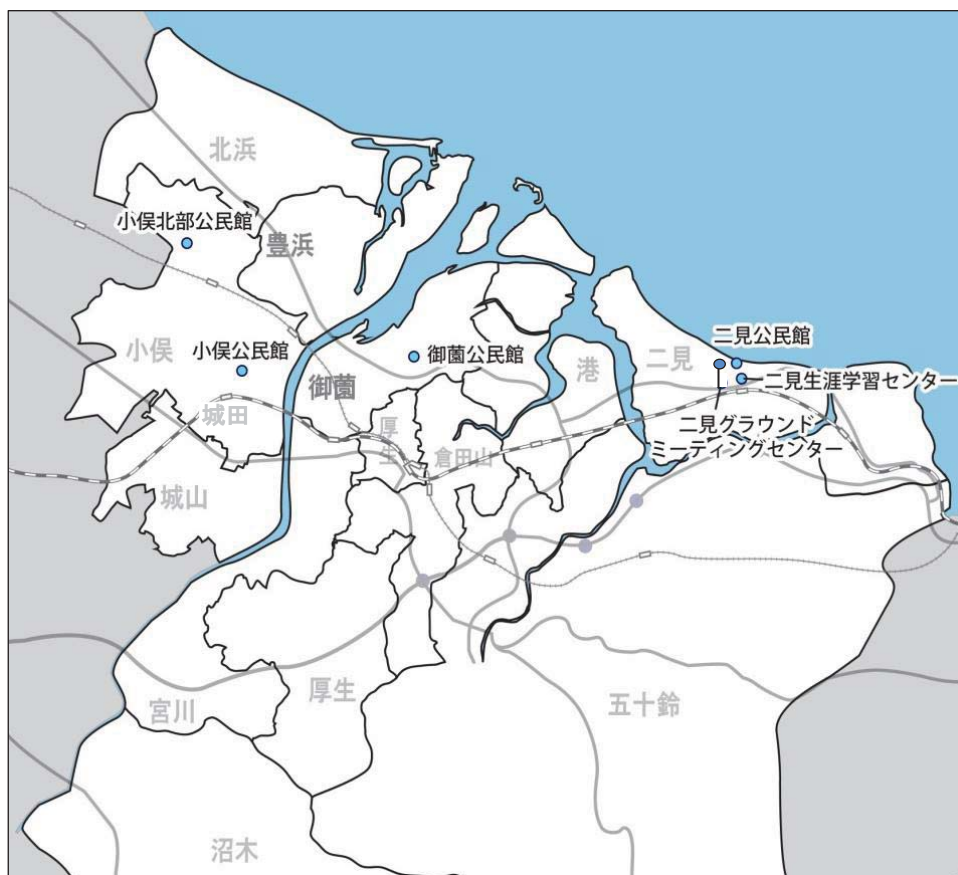 北浜
小俣北部公民館
豊浜
小俣
小俣公民館
御薗公民館
御薗
港
二見
二見公民館
二見生涯学習センター
二見グラウンド
ミーティングセンター
城田
厚生
倉田山
城山
宮川
厚生
五十鈴
沼木